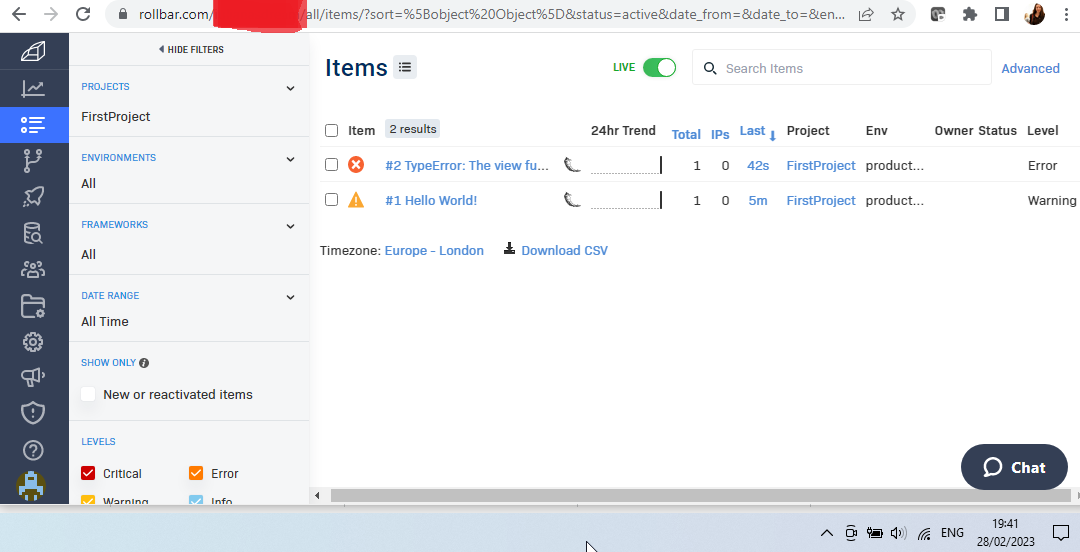 rollbar.com/
/all/items/?sort=%5Bobject%20Object%5D&status=active&date_from=&date_to=&en...
HIDE FILTERS
PROJECTS
FirstProject
ENVIRONMENTS
All
FRAMEWORKS
All
DATE RANGE
All Time
SHOW ONLY
New or reactivated items
LEVELS
Critical Error
Warning Info
Items
LIVE
Search Items
Advanced
Item 2 results 24hr Trend Total IPs Last Project Env Owner Status Level
#2 TypeError: The view fu... 1 0 42s FirstProject product... Error
#1 Hello World! 1 0 5m FirstProject product... Warning
Timezone: Europe - London Download CSV
Chat
ENG
19:41
28/02/2023